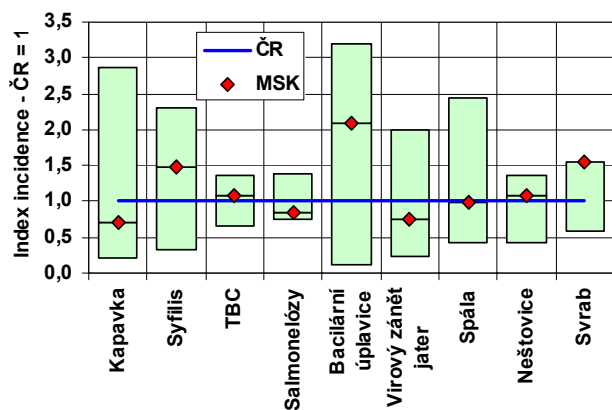 Index incidence - ČR = 1
3,5
3,0
2,5
2,0
1,5
1,0
0,5
0,0
ČR
MSK
Kapavka
Syfilis
TBC
Salmonelózy
Bacilární
úplavice
Virový zánět
jater
Spála
Neštovice
Svrab